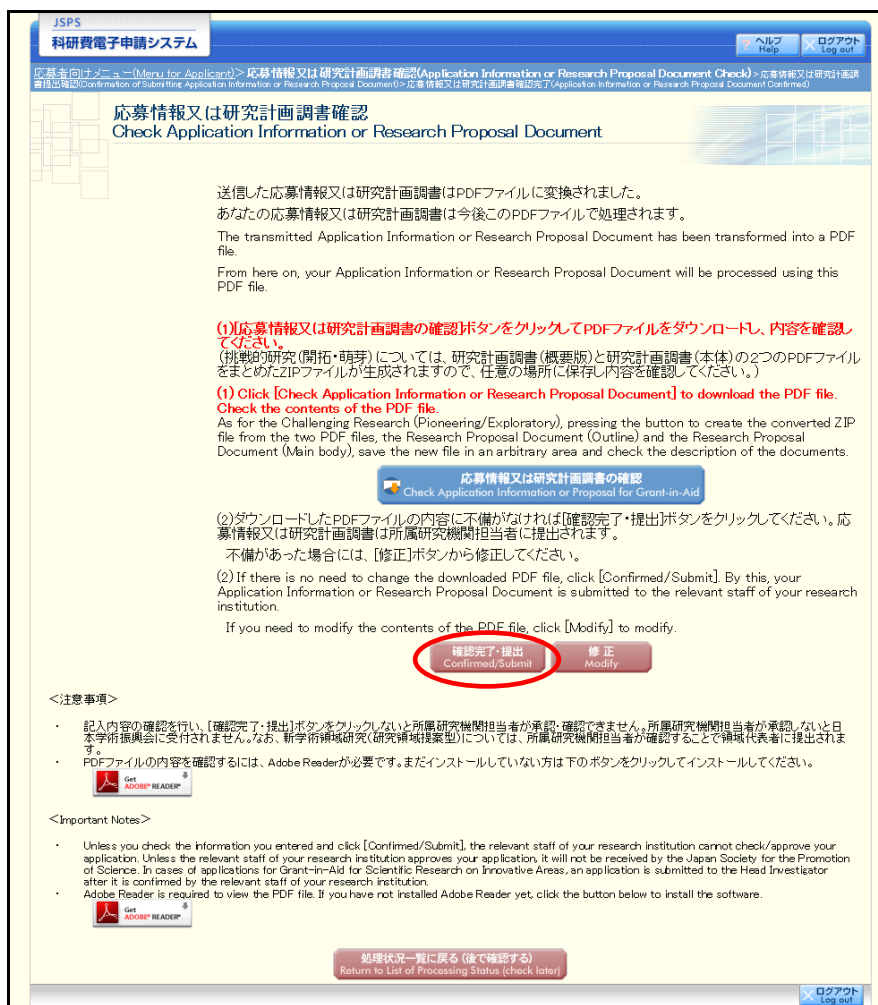 JSPS
科研費電子申請システム
ヘルプ
Help
ログアウト
Log out
応募者向けメニュー(Menu for Applicant)>応募情報又は研究計画調書確認(Application Information or Research Proposal Document Check)>応募情報又は研究計画調
書提出確認(Confirmation of Submitting Application Information or Research Proposal Document)>応募情報又は研究計画調書確認完了(Application Information or Research Proposal Document Confirmed)
応募情報又は研究計画調書確認
Check Application Information or Research Proposal Document
送信した応募情報又は研究計画調書はPDFファイルに変換されました。
あなたの応募情報又は研究計画調書は今後このPDFファイルで処理されます。
The transmitted Application Information or Research Proposal Document has been transformed into a PDF
file.
From here on, your Application Information or Research Proposal Document will be processed using this
PDF file.
(1)[応募情報又は研究計画調書の確認]ボタンをクリックしてPDFファイルをダウンロードし、内容を確認し
てください。
(挑戦的研究(開拓・萌芽)については、研究計画調書(概要版)と研究計画調書(本体)の2つのPDFファイル
をまとめたZIPファイルが生成されますので、任意の場所に保存し内容を確認してください。)
(1) Click [Check Application Information or Research Proposal Document] to download the PDF file.
Check the contents of the PDF file.
As for the Challenging Research (Pioneering/Exploratory), pressing the button to create the converted ZIP
file from the two PDF files, the Research Proposal Document (Outline) and the Research Proposal
Document (Main body), save the new file in an arbitrary area and check the description of the documents.
応募情報又は研究計画調書の確認
Check Application Information or Proposal for Grant-in-Aid
(2)ダウンロードしたPDFファイルの内容に不備がなければ[確認完了・提出]ボタンをクリックしてください。応
募情報又は研究計画調書は所属研究機関担当者に提出されます。
不備があった場合には、[修正]ボタンから修正してください。
(2) If there is no need to change the downloaded PDF file, click [Confirmed/Submit]. By this, your
Application Information or Research Proposal Document is submitted to the relevant staff of your research
institution.
If you need to modify the contents of the PDF file, click [Modify] to modify.
確認完了・提出
Confirmed/Submit
修 正
Modify
<注意事項>
・ 記入内容の確認を行い、[確認完了・提出]ボタンをクリックしないと所属研究機関担当者が承認・確認できません。所属研究機関担当者が承認しないと日
本学術振興会に受付されません。なお、新学術領域研究(研究領域提案型)については、所属研究機関担当者が確認することで領域代表者に提出されま
す。
・ PDFファイルの内容を確認するには、Adobe Readerが必要です。まだインストールしていない方は下のボタンをクリックしてインストールしてください。
Get
ADOBE® READER®
<Important Notes>
・ Unless you check the information you entered and click [Confirmed/Submit], the relevant staff of your research institution cannot check/approve your
application. Unless the relevant staff of your research institution approves your application, it will not be received by the Japan Society for the Promotion
of Science. In cases of applications for Grant-in-Aid for Scientific Research on Innovative Areas, an application is submitted to the Head Investigator
after it is confirmed by the relevant staff of your research institution.
・ Adobe Reader is required to view the PDF file. If you have not installed Adobe Reader yet, click the button below to install the software.
Get
ADOBE® READER®
処理状況一覧に戻る(後で確認する)
Return to List of Processing Status (check later)
ログアウト
Log out